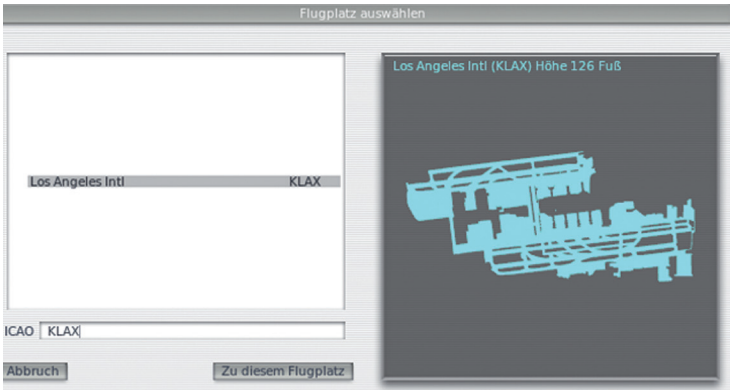 Flugplatz auswählen
Los Angeles Intl (KLAX) Höhe 126 Fuß
Los Angeles Intl KLAX
ICAO KLAX
Abbruch Zu diesem Flugplatz